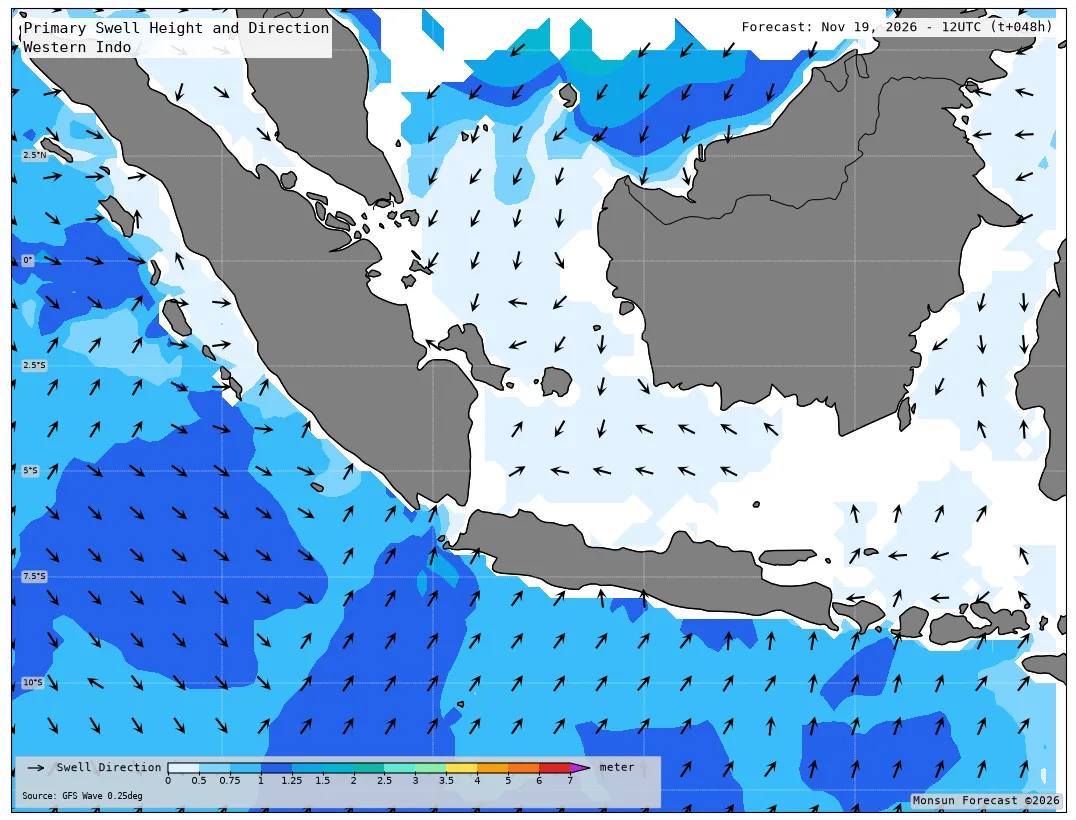 Primary Swell Height and Direction
Western Indo
Forecast: Nov 19, 2026 - 12UTC (t+048h)
2.5°N
0°
2.5°S
5°S
7.5°S
10°S
Swell Direction
meter
0 0.5 0.75 1 1.25 1.5 2 2.5 3 3.5 4 5 6 7
Source: GFS Wave 0.25deg
Monsun Forecast ©2026